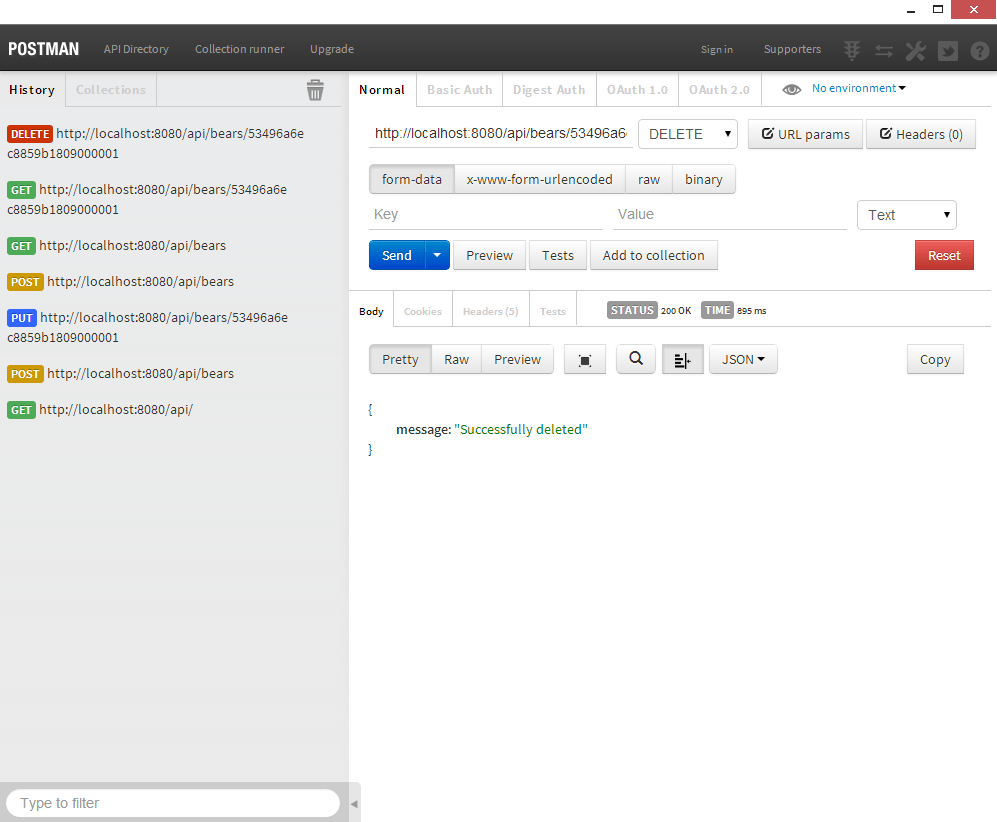 POSTMAN API Directory Collection runner Upgrade Sign in Supporters
History Collections
Normal Basic Auth Digest Auth OAuth 1.0 OAuth 2.0 No environment
DELETE http://localhost:8080/api/bears/53496a6e
c8859b1809000001
GET http://localhost:8080/api/bears/53496a6e
c8859b1809000001
GET http://localhost:8080/api/bears
POST http://localhost:8080/api/bears
PUT http://localhost:8080/api/bears/53496a6e
c8859b1809000001
POST http://localhost:8080/api/bears
GET http://localhost:8080/api/
Type to filter
http://localhost:8080/api/bears/53496a6 DELETE URL params Headers (0)
form-data x-www-form-urlencoded raw binary
Key Value Text
Send Preview Tests Add to collection Reset
Body Cookies Headers (5) Tests STATUS 200 OK TIME 895 ms
Pretty Raw Preview JSON Copy
{
message: "Successfully deleted"
}